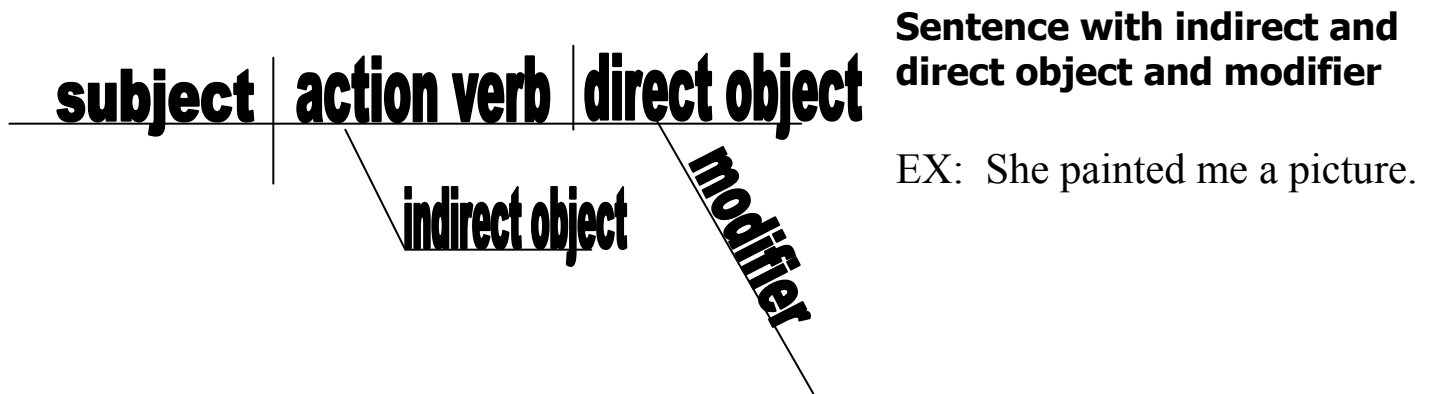 subject action verb direct object
indirect object
modifier
Sentence with indirect and
direct object and modifier
EX: She painted me a picture.